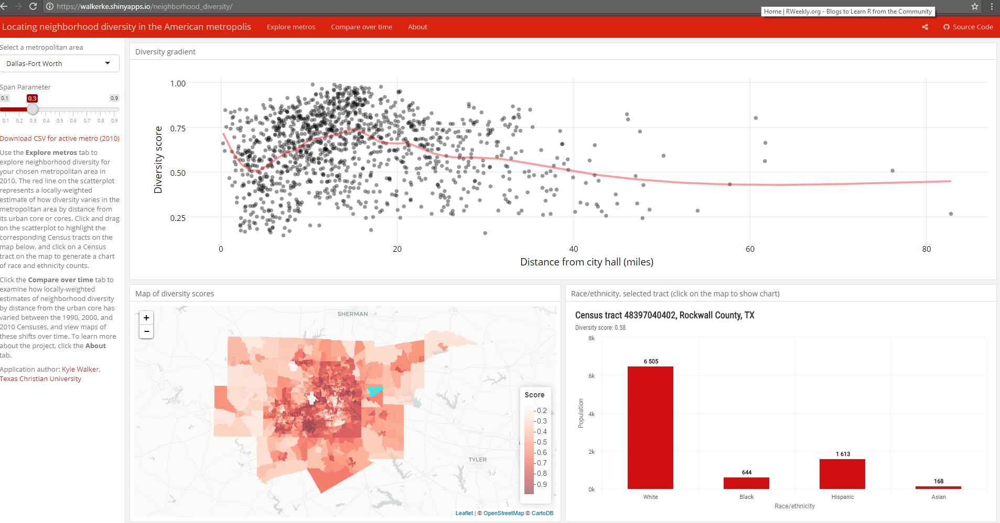 https://walkerke.shinyapps.io/neighborhood_diversity/
Home | RWeekly.org - Blogs to Learn R from the Community
Locating neighborhood diversity in the American metropolis
Explore metros
Compare over time
About
Source Code
Select a metropolitan area
Dallas-Fort Worth
Span Parameter
0.1
0.3
0.9
0.1 0.2 0.3 0.4 0.5 0.6 0.7 0.8 0.9
Download CSV for active metro (2010)
Use the Explore metros tab to
explore neighborhood diversity for
your chosen metropolitan area in
2010. The red line on the scatterplot
represents a locally-weighted
estimate of how diversity varies in the
metropolitan area by distance from
its urban core or cores. Click and drag
on the scatterplot to highlight the
corresponding Census tracts on the
map below, and click on a Census
tract on the map to generate a chart
of race and ethnicity counts.
Click the Compare over time tab to
examine how locally-weighted
estimates of neighborhood diversity
by distance from the urban core has
varied between the 1990, 2000, and
2010 Censuses, and view maps of
these shifts over time. To learn more
about the project, click the About
tab.
Application author: Kyle Walker,
Texas Christian University
Diversity gradient
Diversity score
1.00
0.75
0.50
0.25
0 20 40 60 80
Distance from city hall (miles)
Map of diversity scores
+
−
SHERMAN
DENTON
FORT WORTH
TYLER
Score
0.2
0.3
0.4
0.5
0.6
0.7
0.8
0.9
Leaflet | © OpenStreetMap © CartoDB
Race/ethnicity, selected tract (click on the map to show chart)
Census tract 48397040402, Rockwall County, TX
Diversity score: 0.58
Population
8k
6k
4k
2k
0k
6 505
644
1 613
168
White Black Hispanic Asian
Race/ethnicity